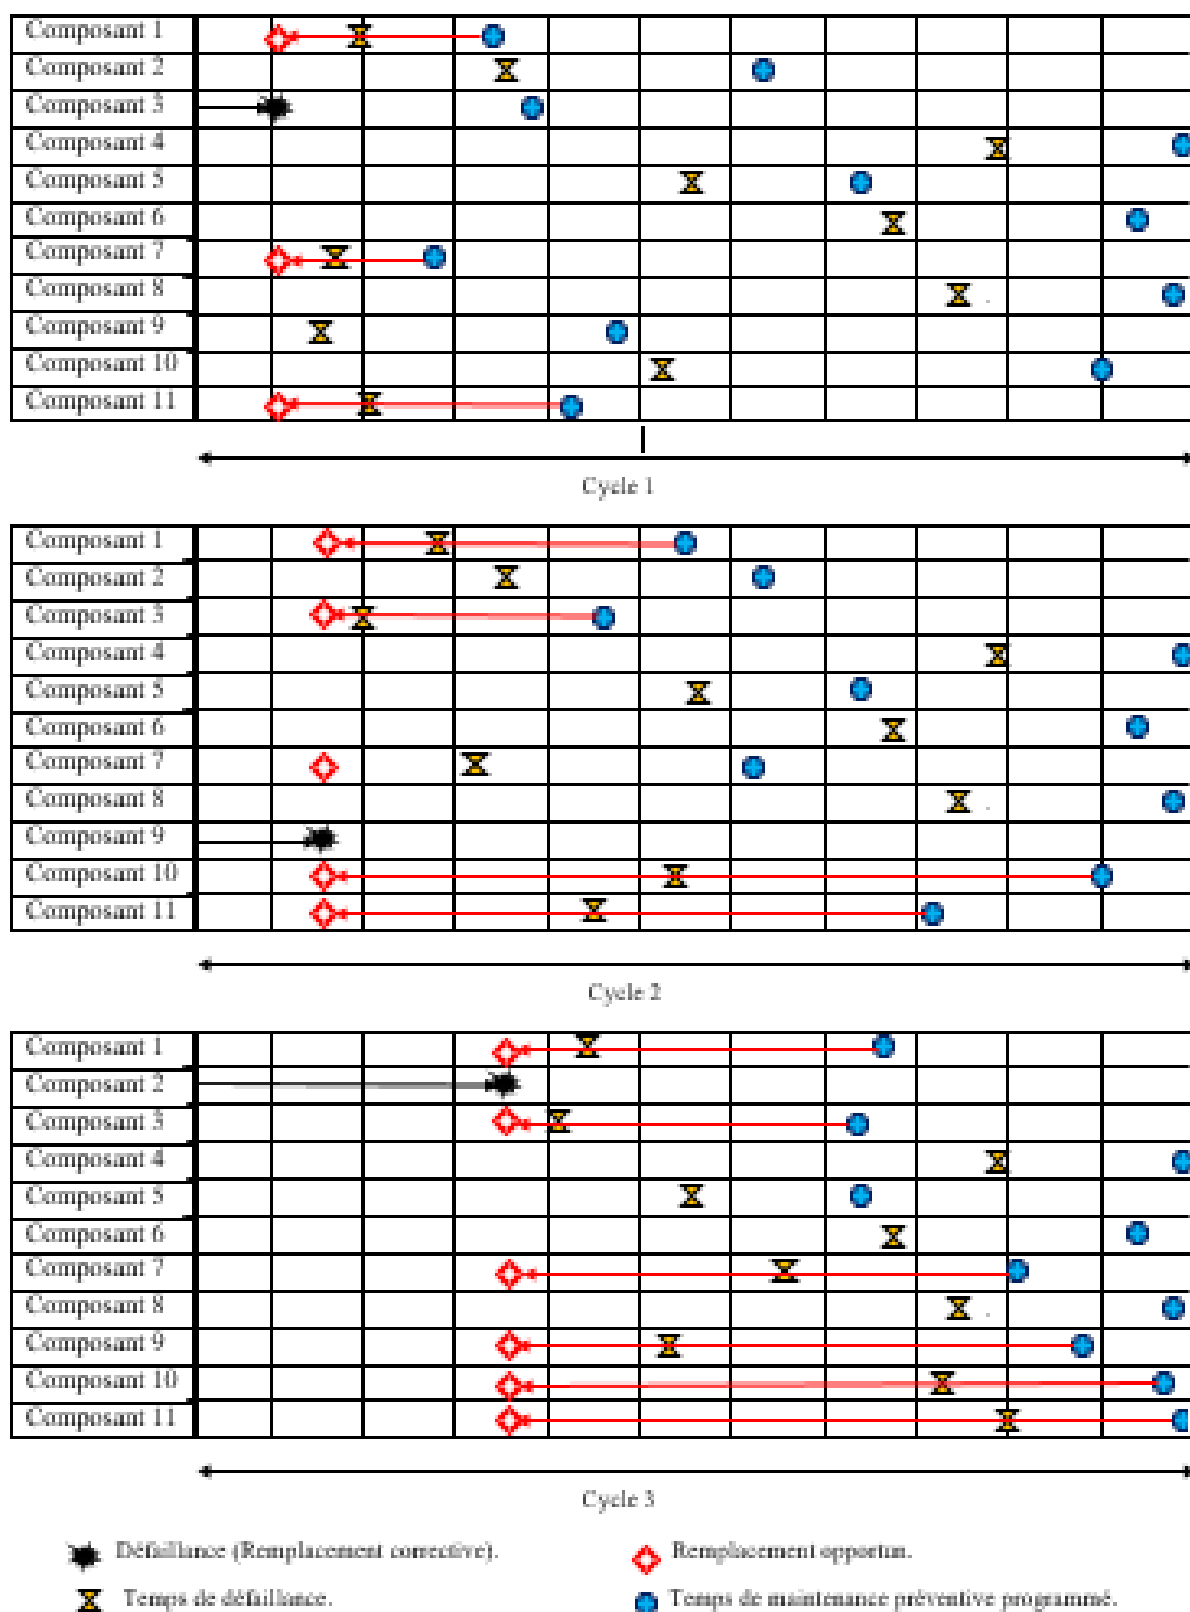 Composant 1
Composant 2
Composant 3
Composant 4
Composant 5
Composant 6
Composant 7
Composant 8
Composant 9
Composant 10
Composant 11
Cycle 1
Composant 1
Composant 2
Composant 3
Composant 4
Composant 5
Composant 6
Composant 7
Composant 8
Composant 9
Composant 10
Composant 11
Cycle 2
Composant 1
Composant 2
Composant 3
Composant 4
Composant 5
Composant 6
Composant 7
Composant 8
Composant 9
Composant 10
Composant 11
Cycle 3
Défaillance (Remplacement corrective).
Remplacement opportun.
Temps de défaillance.
Temps de maintenance préventive programmé.